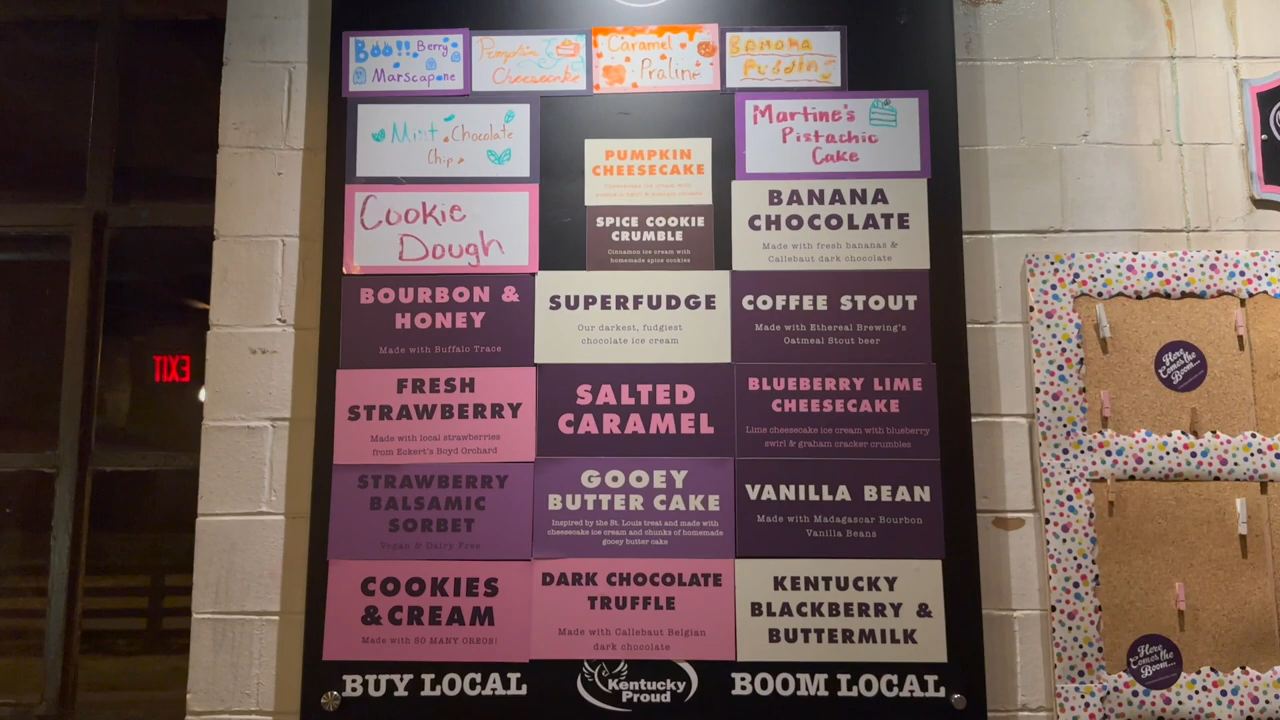 Boo!! Berry
Marscapone
Pumpkin
Cheesecake
Caramel
Praline
Banana
Pudding
Mint Chocolate
Chip
Martine's
Pistachio
Cake
PUMPKIN
CHEESECAKE
Cheesecake ice cream with
SPICE COOKIE
CRUMBLE
Cinnamon ice cream with
homemade spice cookies
BANANA
CHOCOLATE
Made with fresh bananas &
Callebaut dark chocolate
Cookie
Dough
BOURBON &
HONEY
Made with Buffalo Trace
SUPERFUDGE
Our darkest, fudgiest
chocolate ice cream
COFFEE STOUT
Made with Ethereal Brewing's
Oatmeal Stout beer
FRESH
STRAWBERRY
Made with local strawberries
from Eckert's Boyd Orchard
SALTED
CARAMEL
BLUEBERRY LIME
CHEESECAKE
Lime cheesecake ice cream with blueberry
swirl & graham cracker crumbles
STRAWBERRY
BALSAMIC
SORBET
Vegan & Dairy Free
GOOEY
BUTTER CAKE
Inspired by the St. Louis treat and made with
cheesecake ice cream and chunks of homemade
gooey butter cake
VANILLA BEAN
Made with Madagascar Bourbon
Vanilla Beans
COOKIES
&CREAM
Made with SO MANY OREOS!
DARK CHOCOLATE
TRUFFLE
Made with Callebaut Belgian
dark chocolate
KENTUCKY
BLACKBERRY &
BUTTERMILK
BUY LOCAL
Kentucky
Proud
BOOM LOCAL
EXIT
Here
Comes the
Boom...
Here
Comes the
Boom...